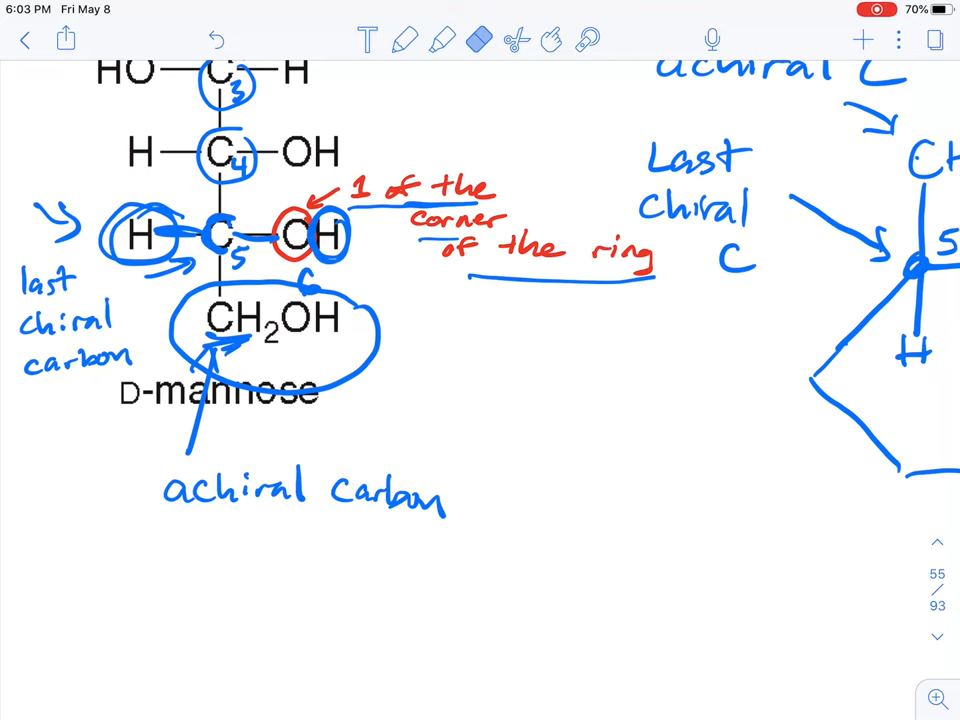 6:03 PM Fri May 8
70%
T
HO—C—H
3
achiral C
H—C—OH
4
Last
chiral
C
CH
1 of the
corner
of the ring
H—C—OH
5
5
last
chiral
carbon
6
CH2OH
H
D-mannose
achiral carbon
55
/
93